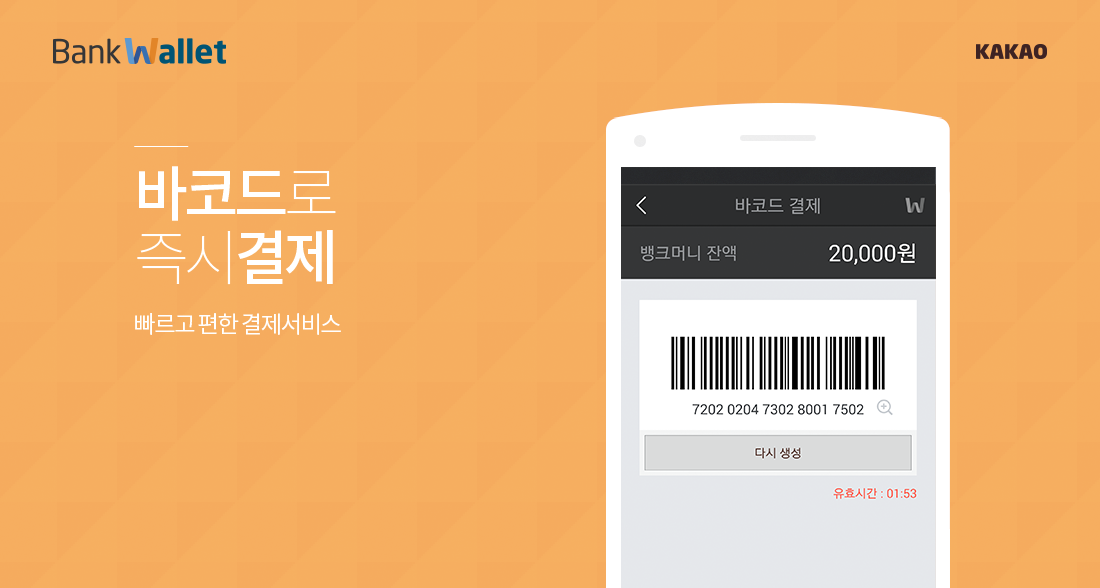 BankWallet
KAKAO
바코드로
즉시결제
빠르고 편한 결제서비스
바코드 결제 W
뱅크머니 잔액 20,000원
7202 0204 7302 8001 7502
다시 생성
유효시간 : 01:53